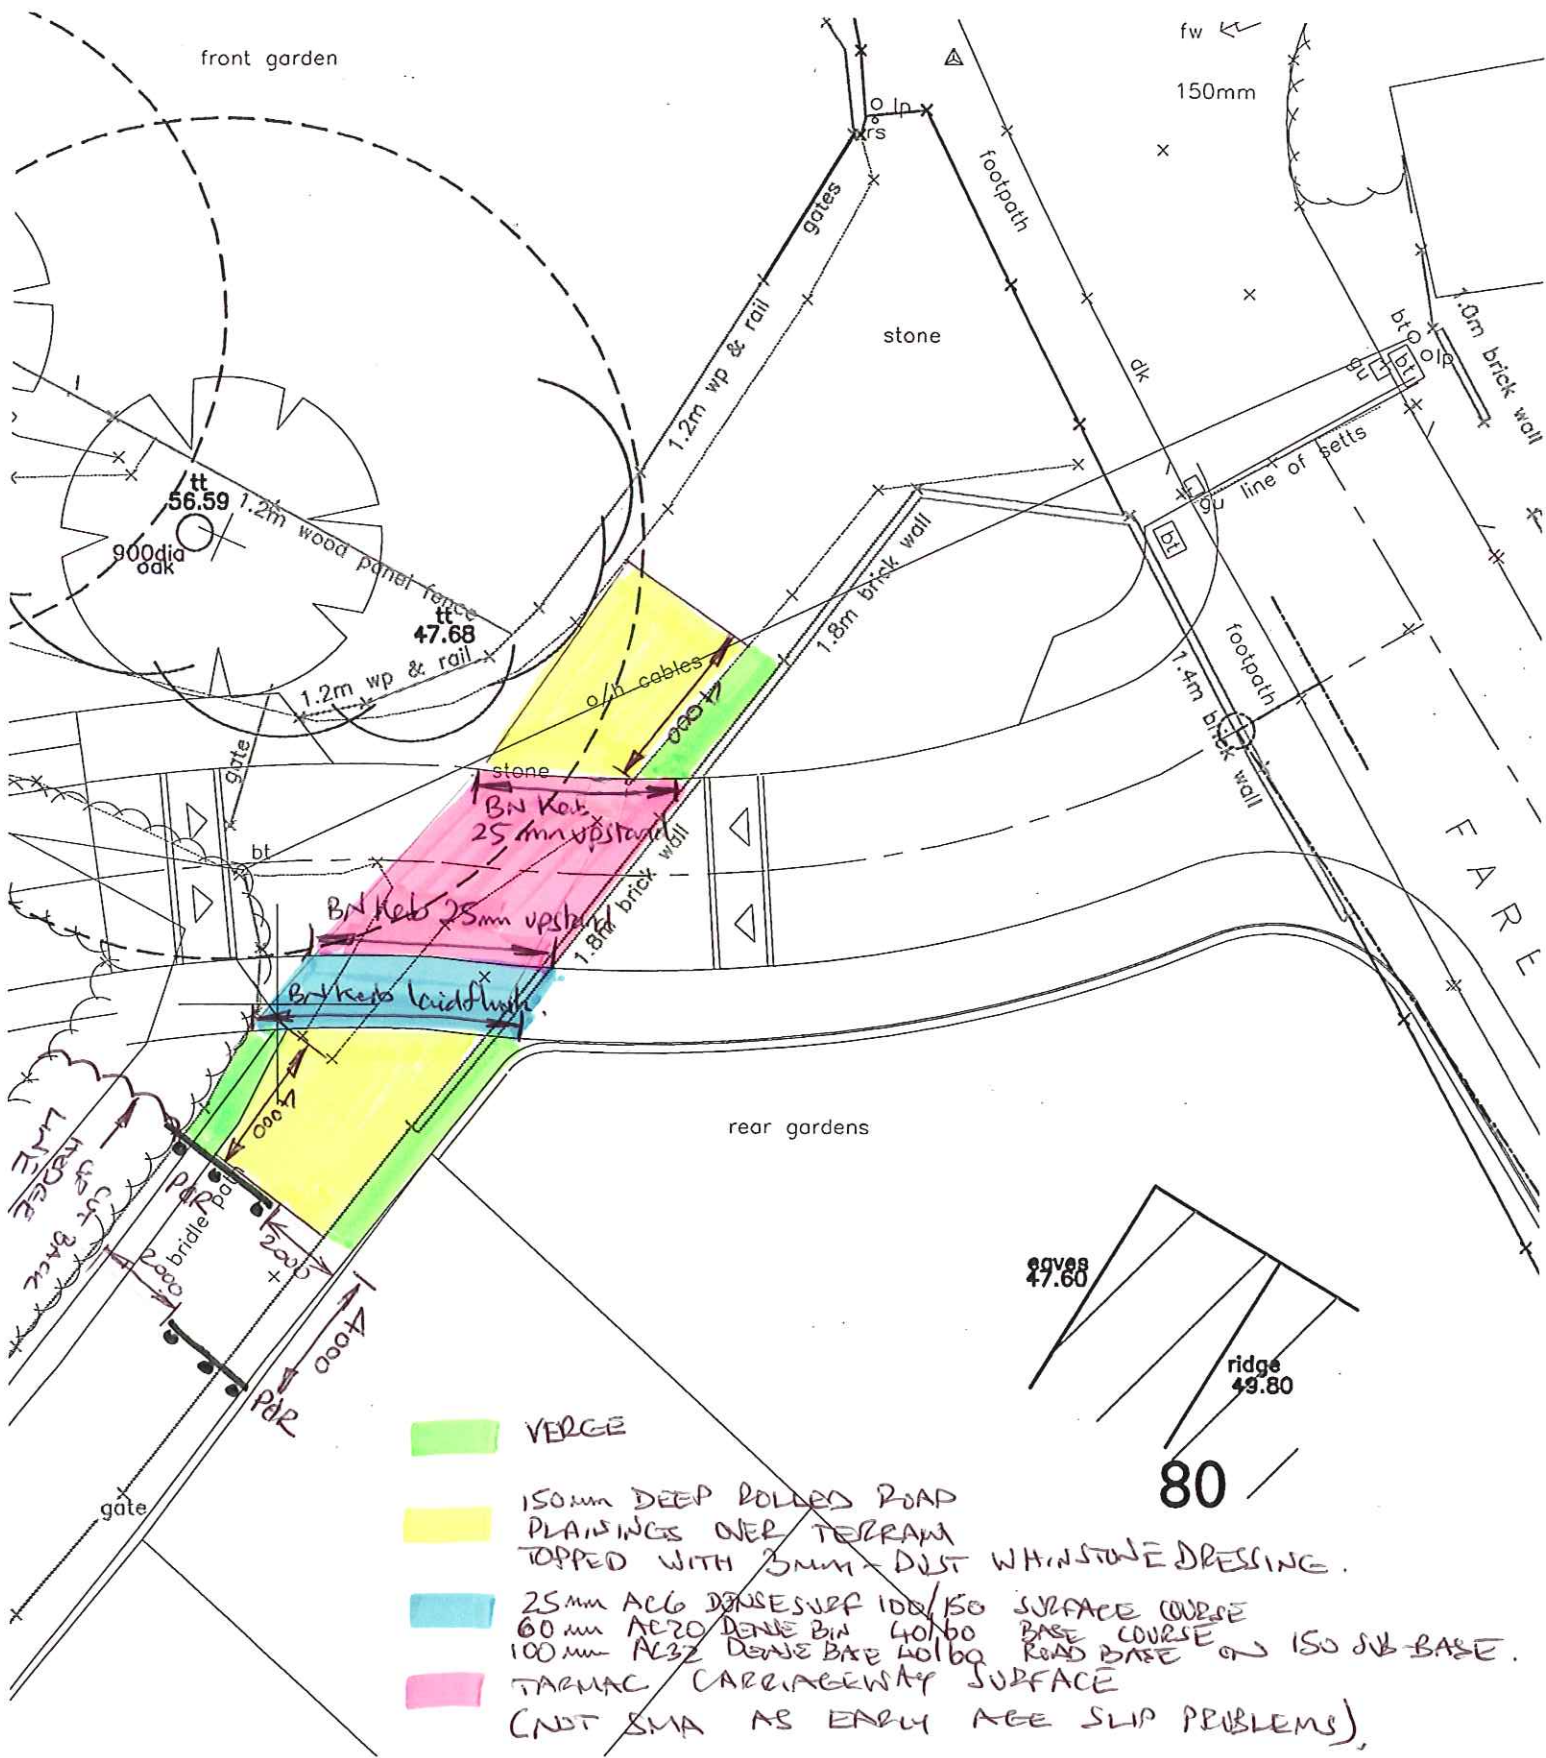 front garden
fw
150mm
lp
rs
gates
footpath
1.2m wp & rail
stone
dk
bt
gu
bt
lp
1.0m brick wall
line of setts
gu
bt
tt
56.59
900dia
oak
1.2m wood panel fence
tt
47.68
1.2m wp & rail
1.8m brick wall
footpath
1.4m brick wall
o/h cables
4000
gate
stone
BN Kerb
25mm upstand
bt
BN Kerb 25mm upstand
1.8m brick wall
FARE
BN Kerb laid flush.
4000
rear gardens
LINE
HEDGE
CUT BACK
P&R
bridle path
2000
2000
4000
P&R
eaves
47.60
ridge
49.80
80
gate
VERGE
150mm DEEP ROLLED ROAD
PLAININGS OVER TERRAM
TOPPED WITH 3mm - DUST WHINSTONE DRESSING.
25mm AC6 DENSE SURF 100/150 SURFACE COURSE
60mm AC20 DENSE BIN 40/60 BASE COURSE
100mm AC32 DENSE BASE 40/60 ROAD BASE ON 150 SUB-BASE.
TARMAC CARRIAGEWAY SURFACE
(NOT SMA AS EARLY AGE SLIP PROBLEMS).